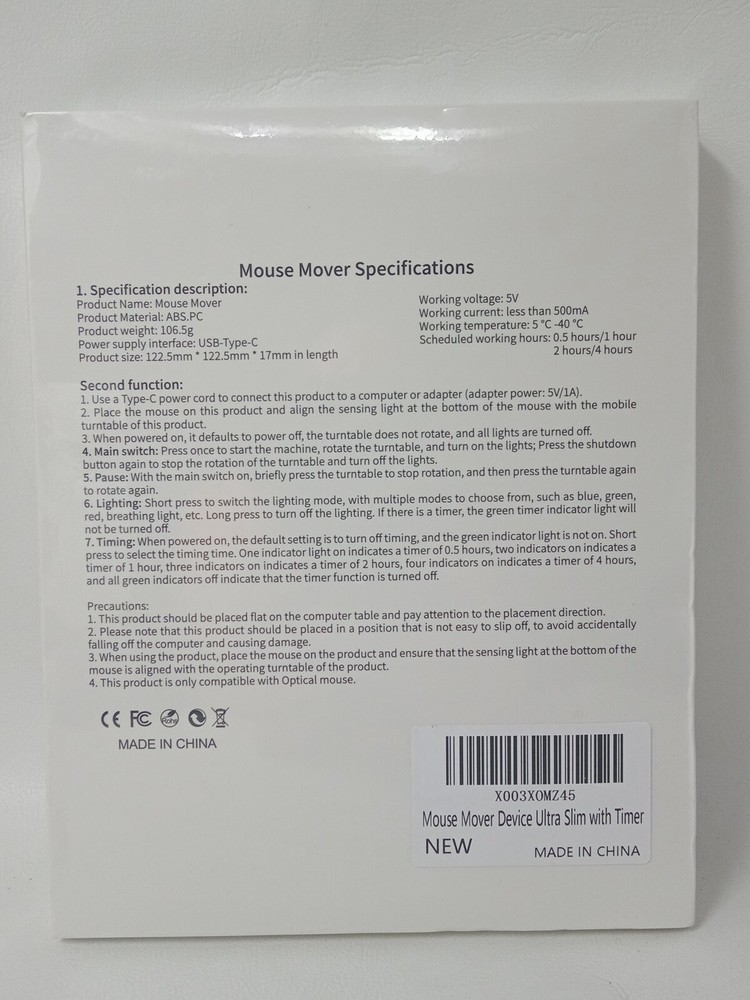 Mouse Mover Specifications
1. Specification description:
Product Name: Mouse Mover
Product Material: ABS.PC
Product weight: 106.5g
Power supply interface: USB-Type-C
Product size: 122.5mm * 122.5mm * 17mm in length
Working voltage: 5V
Working current: less than 500mA
Working temperature: 5 °C -40 °C
Scheduled working hours: 0.5 hours/1 hour
2 hours/4 hours
Second function:
1. Use a Type-C power cord to connect this product to a computer or adapter (adapter power: 5V/1A).
2. Place the mouse on this product and align the sensing light at the bottom of the mouse with the mobile
turntable of this product.
3. When powered on, it defaults to power off, the turntable does not rotate, and all lights are turned off.
4. Main switch: Press once to start the machine, rotate the turntable, and turn on the lights; Press the shutdown
button again to stop the rotation of the turntable and turn off the lights.
5. Pause: With the main switch on, briefly press the turntable to stop rotation, and then press the turntable again
to rotate again.
6. Lighting: Short press to switch the lighting mode, with multiple modes to choose from, such as blue, green,
red, breathing light, etc. Long press to turn off the lighting. If there is a timer, the green timer indicator light will
not be turned off.
7. Timing: When powered on, the default setting is to turn off timing, and the green indicator light is not on. Short
press to select the timing time. One indicator light on indicates a timer of 0.5 hours, two indicators on indicates a
timer of 1 hour, three indicators on indicates a timer of 2 hours, four indicators on indicates a timer of 4 hours,
and all green indicators off indicate that the timer function is turned off.
Precautions:
1. This product should be placed flat on the computer table and pay attention to the placement direction.
2. Please note that this product should be placed in a position that is not easy to slip off, to avoid accidentally
falling off the computer and causing damage.
3. When using the product, place the mouse on the product and ensure that the sensing light at the bottom of the
mouse is aligned with the operating turntable of the product.
4. This product is only compatible with Optical mouse.
CE FC RoHS
MADE IN CHINA
X003XOMZ45
Mouse Mover Device Ultra Slim with Timer
NEW
MADE IN CHINA